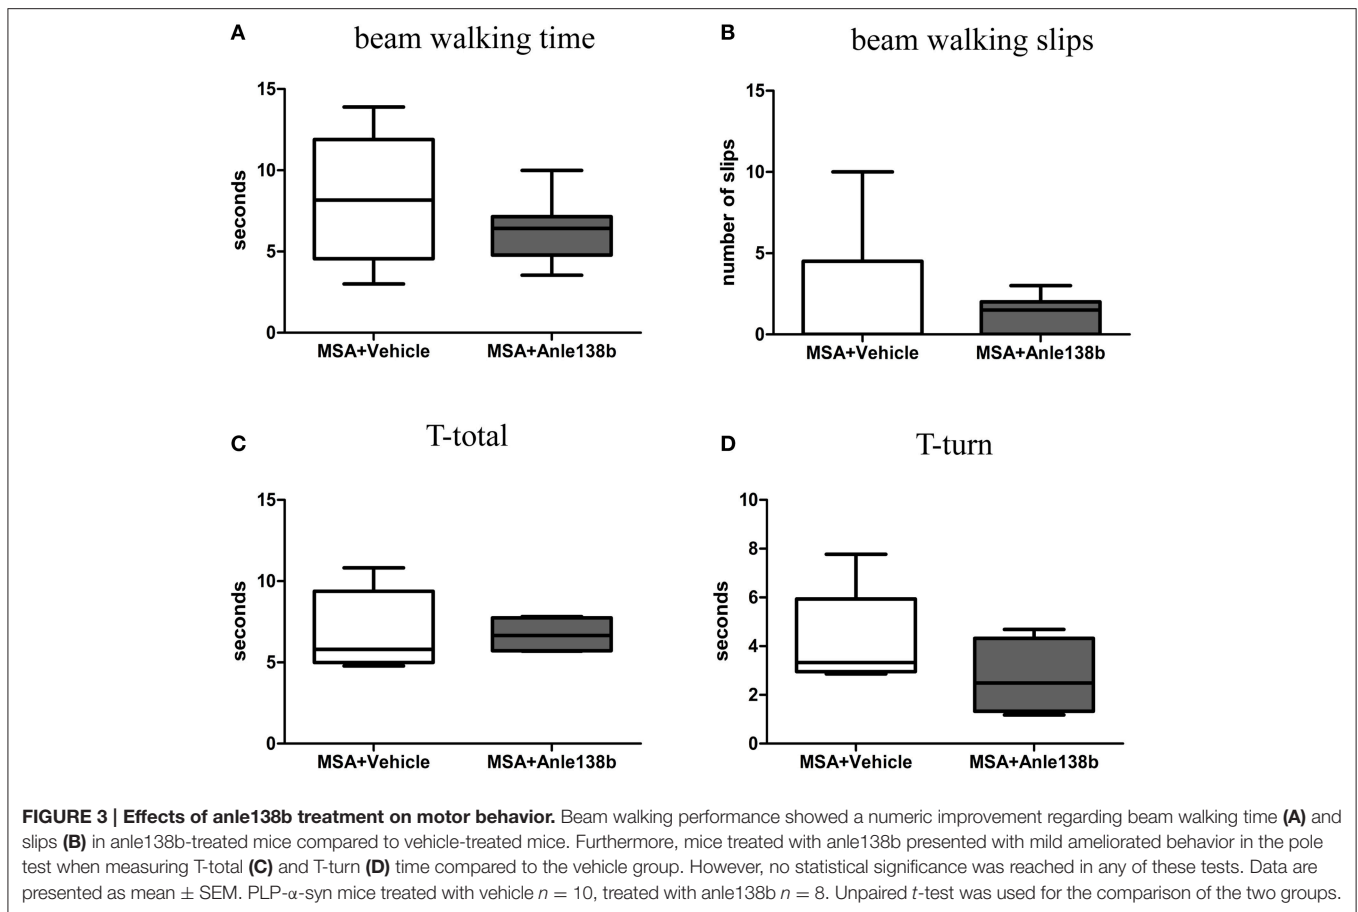 A
beam walking time
B
beam walking slips
15
10
5
0
seconds
MSA+Vehicle
MSA+Anle138b
15
10
5
0
number of slips
MSA+Vehicle
MSA+Anle138b
C
T-total
D
T-turn
15
10
5
0
seconds
MSA+Vehicle
MSA+Anle138b
10
8
6
4
2
0
seconds
MSA+Vehicle
MSA+Anle138b
FIGURE 3 | Effects of anle138b treatment on motor behavior. Beam walking performance showed a numeric improvement regarding beam walking time (A) and
slips (B) in anle138b-treated mice compared to vehicle-treated mice. Furthermore, mice treated with anle138b presented with mild ameliorated behavior in the pole
test when measuring T-total (C) and T-turn (D) time compared to the vehicle group. However, no statistical significance was reached in any of these tests. Data are
presented as mean ± SEM. PLP-α-syn mice treated with vehicle n = 10, treated with anle138b n = 8. Unpaired t-test was used for the comparison of the two groups.